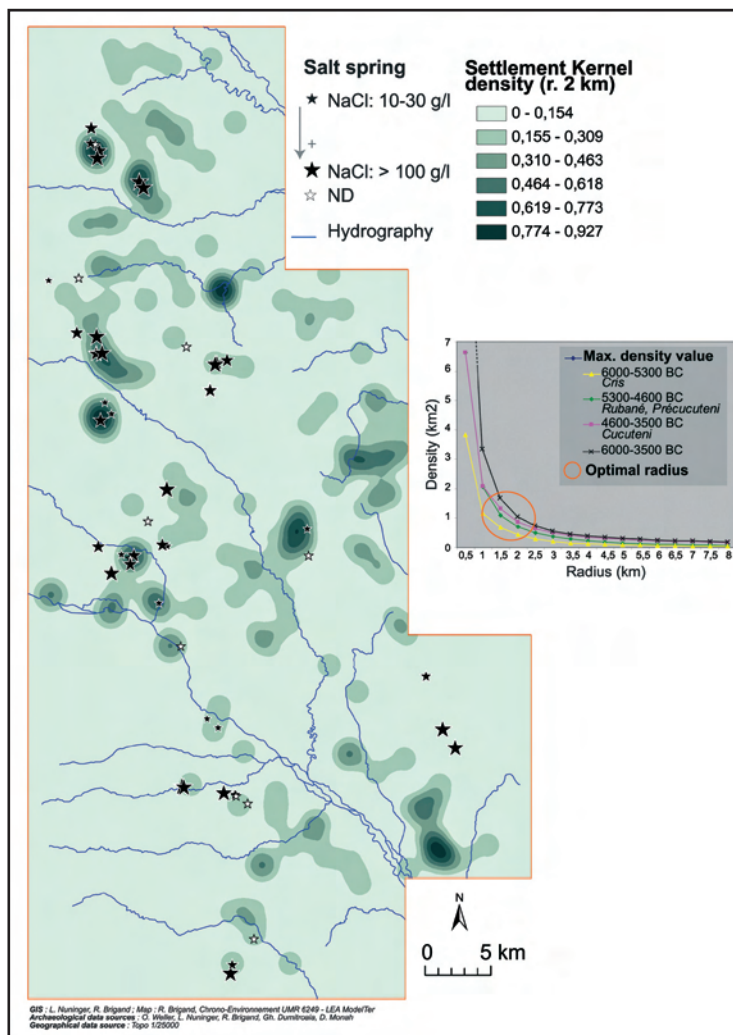 Salt spring
NaCl: 10-30 g/l
+
NaCl: > 100 g/l
ND
Hydrography
Settlement Kernel
density (r. 2 km)
0 - 0,154
0,155 - 0,309
0,310 - 0,463
0,464 - 0,618
0,619 - 0,773
0,774 - 0,927
7
6
5
4
3
2
1
0
Density (km2)
Max. density value
6000-5300 BC
Cris
5300-4600 BC
Rubané, Précucuteni
4600-3500 BC
Cucuteni
6000-3500 BC
Optimal radius
0,5 1 1,5 2 2,5 3 3,5 4 4,5 5 5,5 6 6,5 7 7,5 8
Radius (km)
N
0 5 km
GIS : L. Nuninger, R. Brigand ; Map : R. Brigand, Chrono-Environnement UMR 6249 - LEA ModelTer
Archaeological data sources : O. Weller, L. Nuninger, R. Brigand, Gh. Dumitroaia, D. Monah
Geographical data source : Topo 1/25000